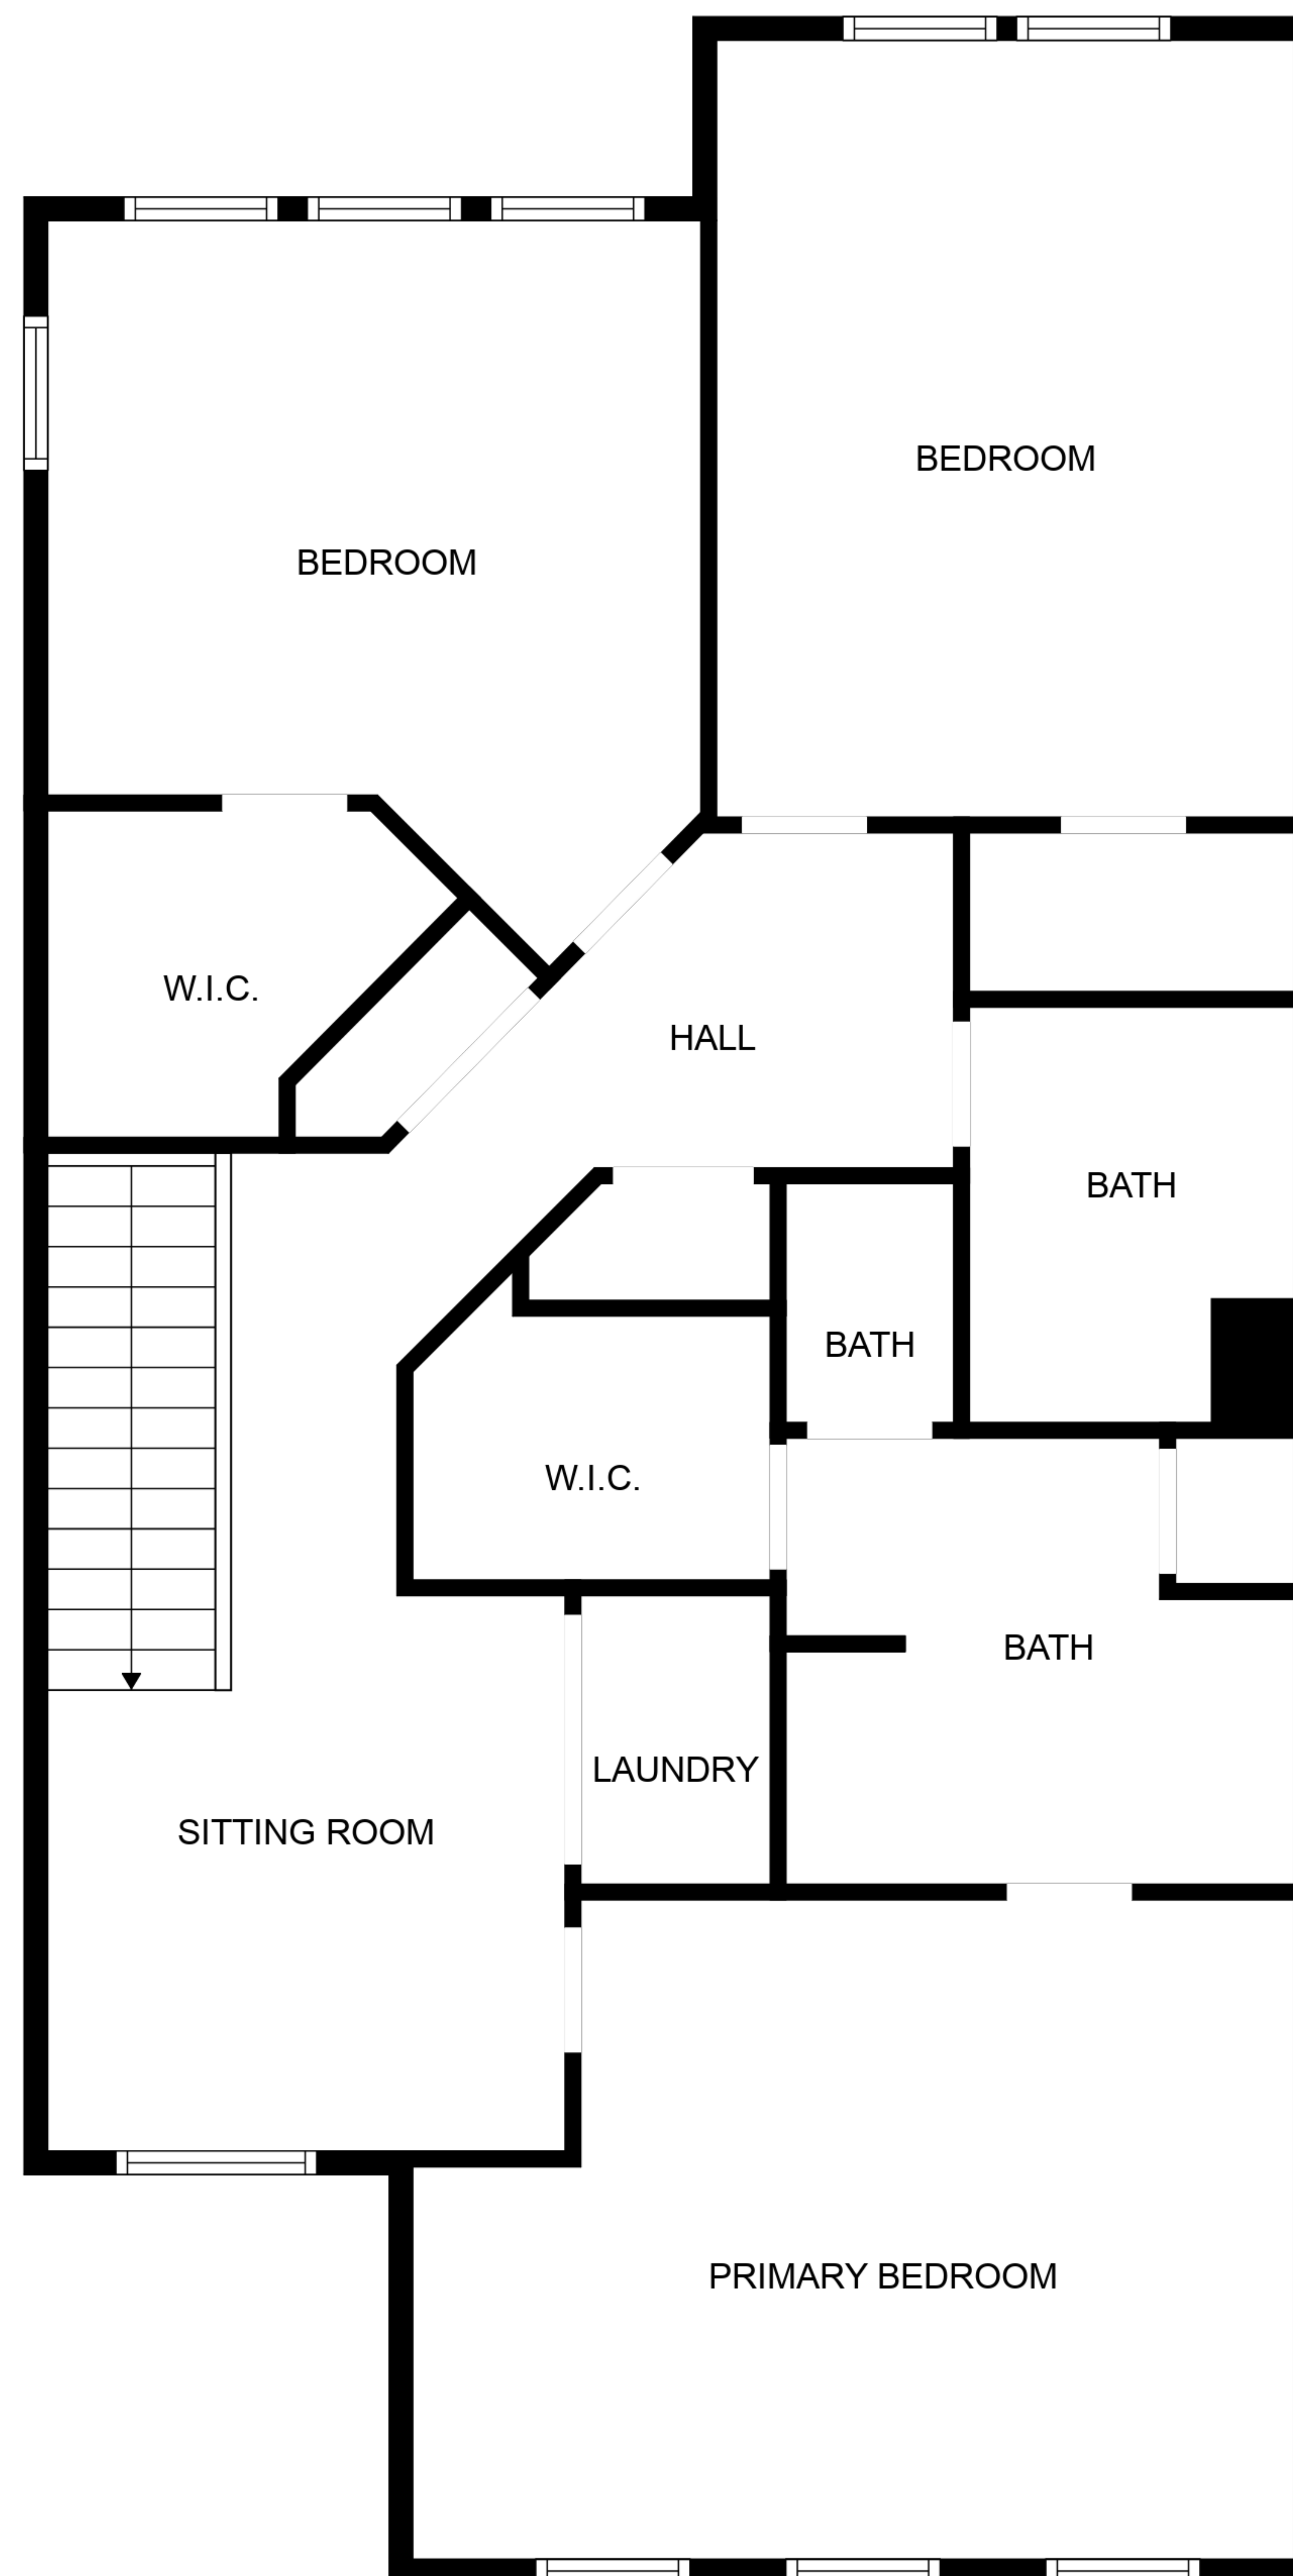 BEDROOM
BEDROOM
W.I.C.
HALL
BATH
BATH
W.I.C.
BATH
LAUNDRY
SITTING ROOM
PRIMARY BEDROOM